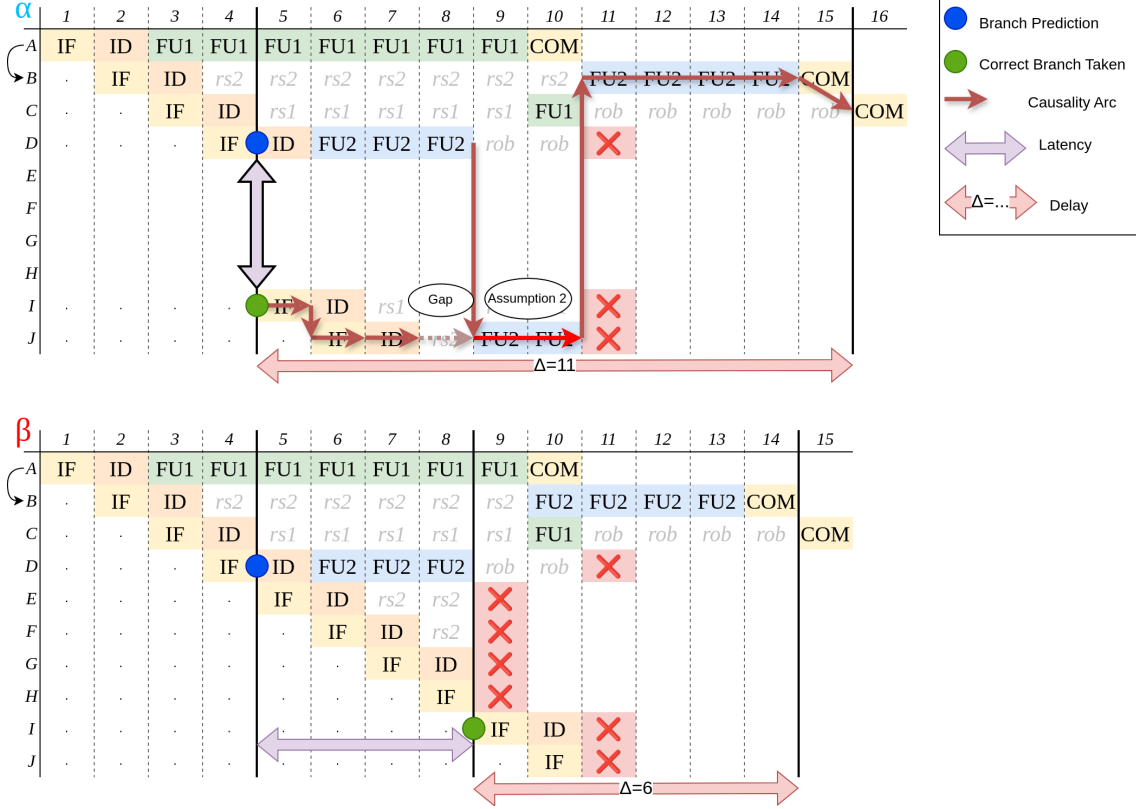 α 1 2 3 4 5 6 7 8 9 10 11 12 13 14 15 16
A IF ID FU1 FU1 FU1 FU1 FU1 FU1 FU1 COM
B . IF ID rs2 rs2 rs2 rs2 rs2 rs2 rs2 FU2 FU2 FU2 FU2 COM
C . . IF ID rs1 rs1 rs1 rs1 rs1 FU1 rob rob rob rob rob COM
D . . . IF ID FU2 FU2 FU2 rob rob
E . . . .
F . . . .
G . . . .
H . . . .
I . . . . IF ID rs1
Gap
Assumption 2
J . . . . . IF ID rs2 FU2 FU2
Δ=11
Branch Prediction
Correct Branch Taken
Causality Arc
Latency
Δ=... Delay
β 1 2 3 4 5 6 7 8 9 10 11 12 13 14 15
A IF ID FU1 FU1 FU1 FU1 FU1 FU1 FU1 COM
B . IF ID rs2 rs2 rs2 rs2 rs2 rs2 FU2 FU2 FU2 FU2 COM
C . . IF ID rs1 rs1 rs1 rs1 rs1 FU1 rob rob rob rob COM
D . . . IF ID FU2 FU2 FU2 rob rob
E . . . . IF ID rs2 rs2
F . . . . . IF ID rs2
G . . . . . . IF ID
H . . . . . . . IF
I . . . . . . . . IF ID
J . . . . . . . . . IF
Δ=6